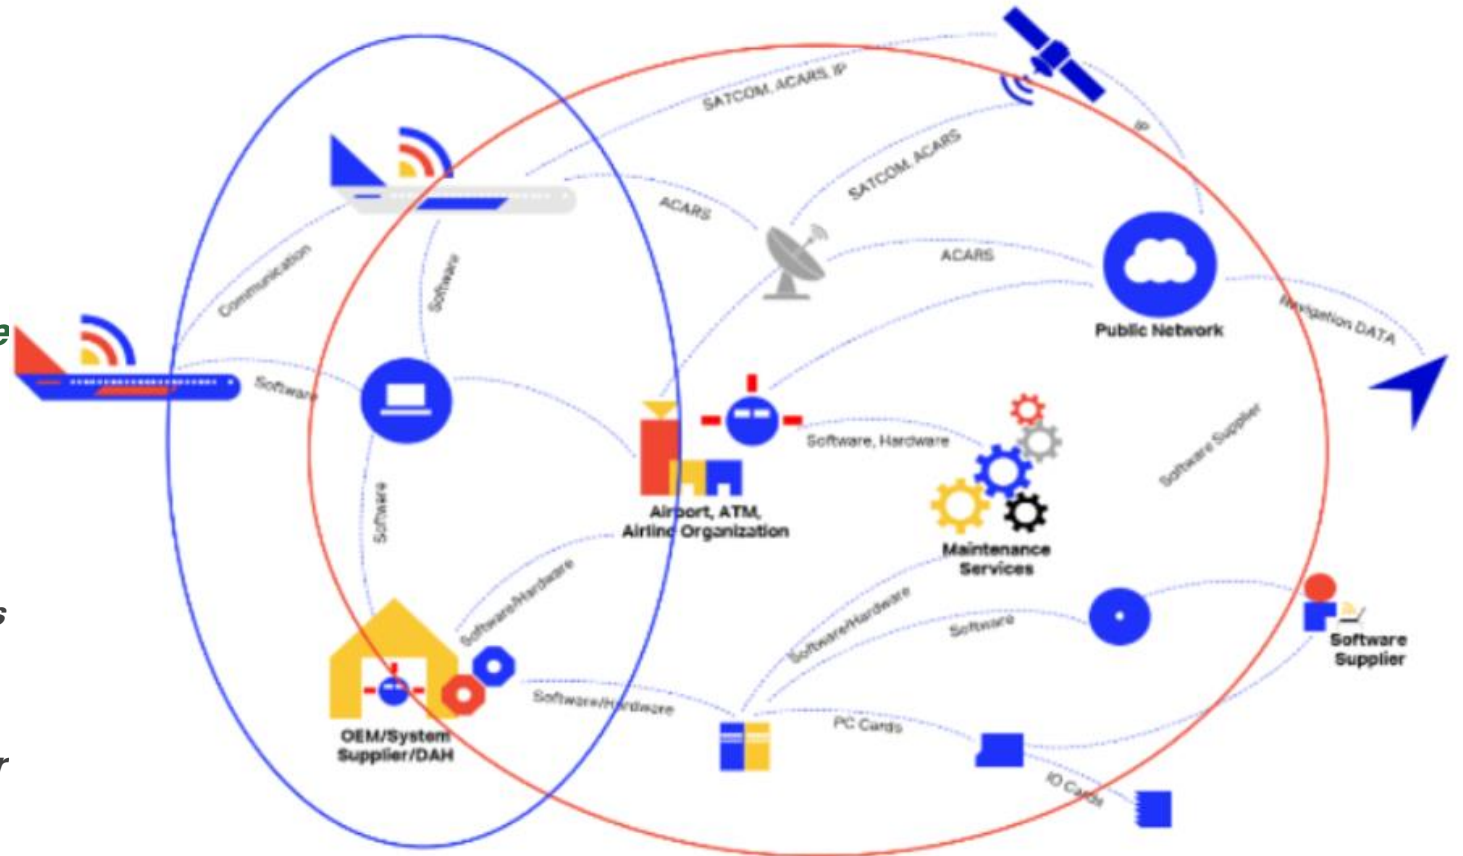 SATCOM, ACARS, IP
IP
SATCOM, ACARS
ACARS
ACARS
Communication
Software
Public Network
Navigation DATA
Software
Software, Hardware
Software Supplier
Software
Airport, ATM,
Airline Organization
Maintenance
Services
Software/Hardware
Software/Hardware
Software
Software
Supplier
Software/Hardware
PC Cards
OEM/System
Supplier/DAH
IO Cards